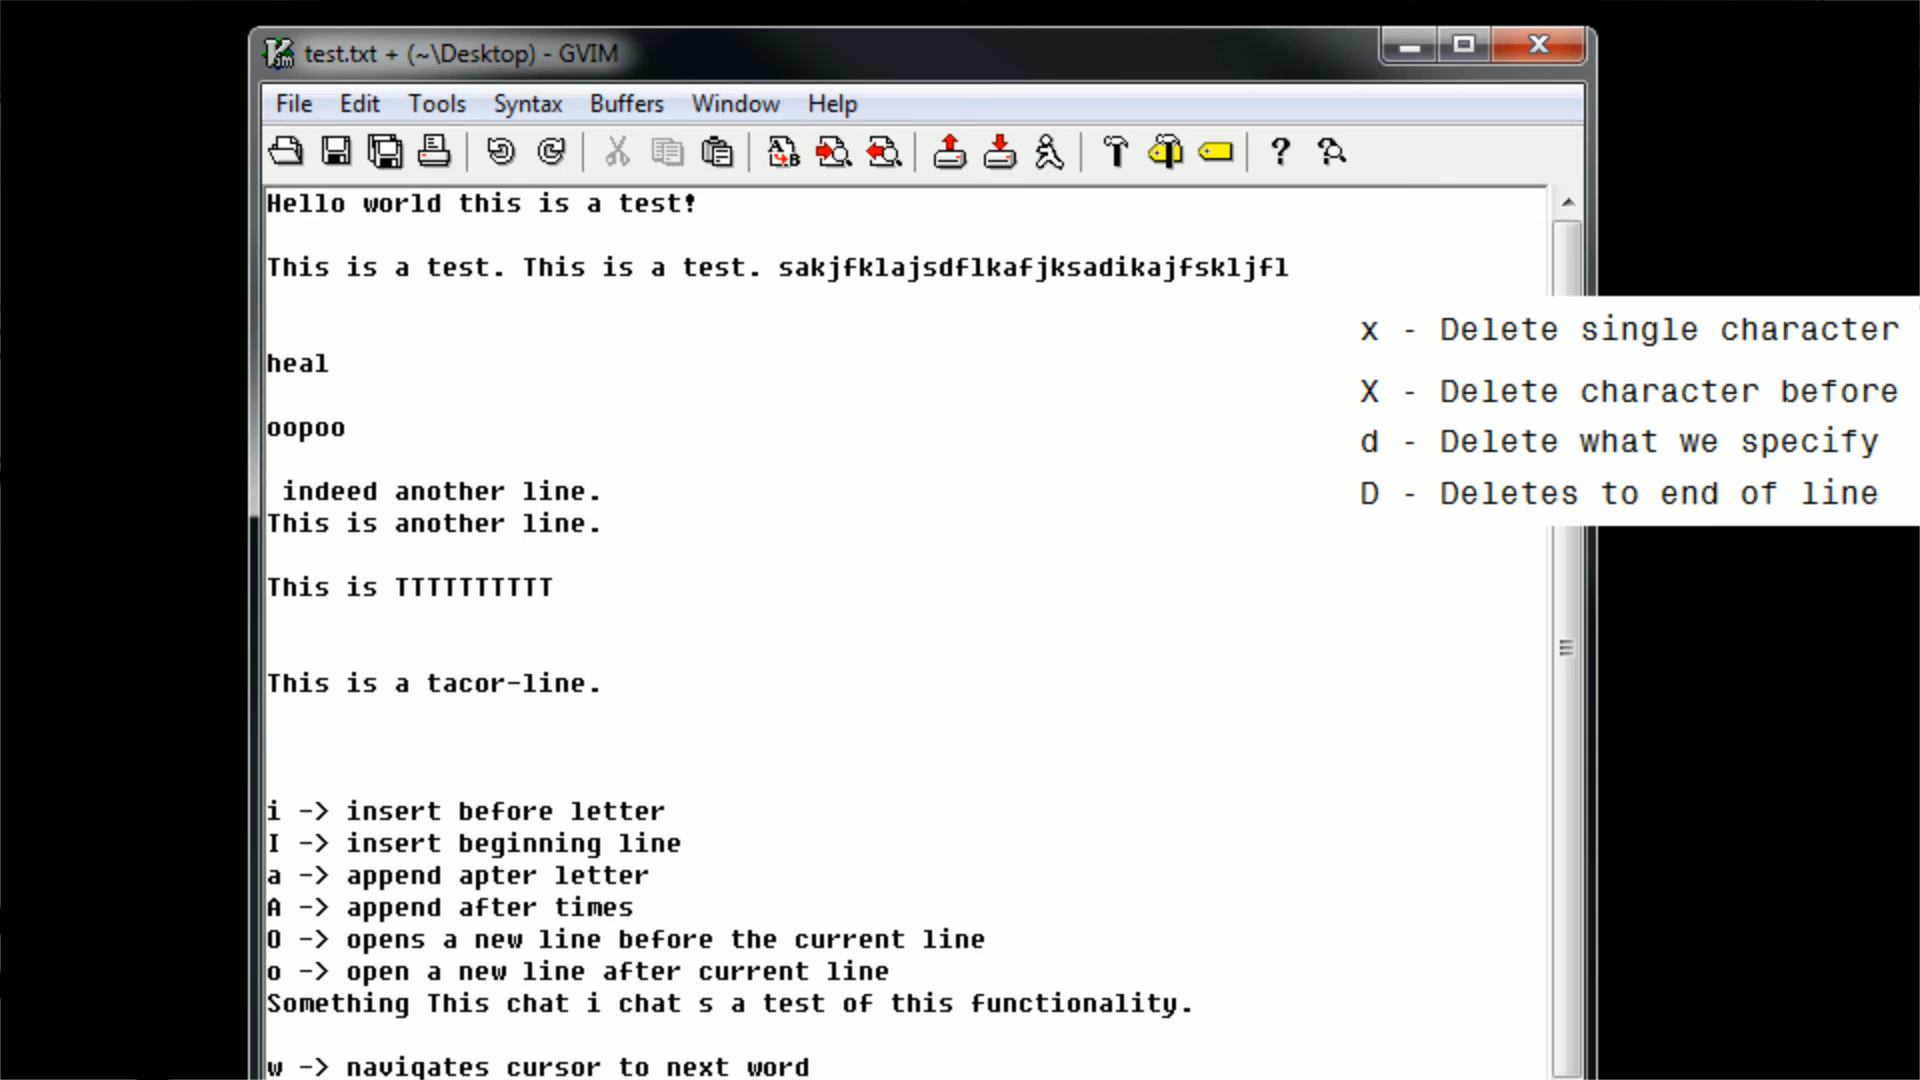 test.txt + (~\Desktop) - GVIM
File Edit Tools Syntax Buffers Window Help
Hello world this is a test!
This is a test. This is a test. sakjfklajsdflkafjksadikajfskljfl
x - Delete single character
heal
X - Delete character before
oopoo
d - Delete what we specify
indeed another line.
D - Deletes to end of line
This is another line.
This is TTTTTTTTTT
This is a tacor-line.
i -> insert before letter
I -> insert beginning line
a -> append apter letter
A -> append after times
O -> opens a new line before the current line
o -> open a new line after current line
Something This chat i chat s a test of this functionality.
w -> navigates cursor to next word